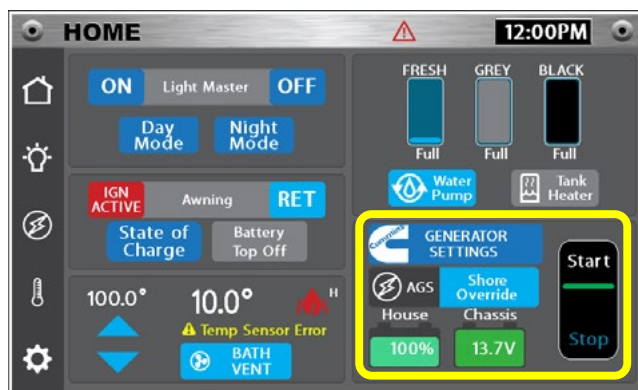 HOME
12:00PM
ON Light Master OFF
Day Mode
Night Mode
IGN ACTIVE
Awning
RET
State of Charge
Battery Top Off
100.0°
10.0°
H
Temp Sensor Error
BATH VENT
FRESH GREY BLACK
Full Full Full
Water Pump
Tank Heater
GENERATOR SETTINGS
AGS
Shore Override
House Chassis
100% 13.7V
Start
Stop